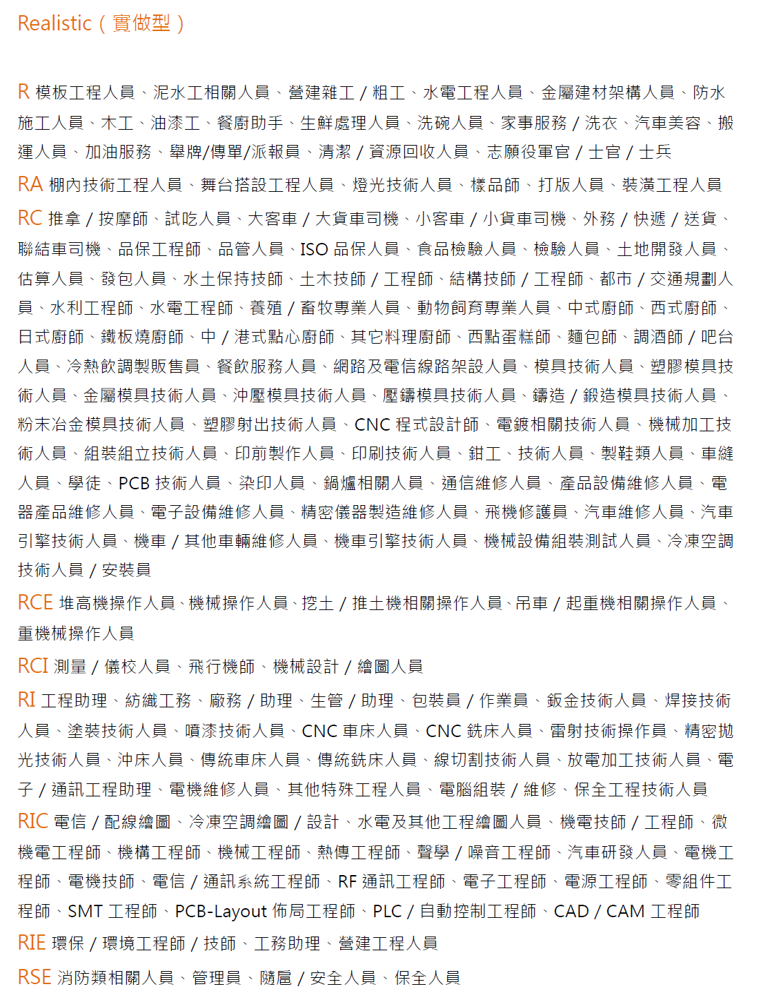 Realistic（實做型）
R 模板工程人員、泥水工相關人員、營建雜工 / 粗工、水電工程人員、金屬建材架構人員、防水
施工人員、木工、油漆工、餐廚助手、生鮮處理人員、洗碗人員、家事服務 / 洗衣、汽車美容、搬
運人員、加油服務、舉牌/傳單/派報員、清潔 / 資源回收人員、志願役軍官 / 士官 / 士兵
RA 棚內技術工程人員、舞台搭設工程人員、燈光技術人員、樣品師、打版人員、裝潢工程人員
RC 推拿 / 按摩師、試吃人員、大客車 / 大貨車司機、小客車 / 小貨車司機、外務 / 快遞 / 送貨、
聯結車司機、品保工程師、品管人員、ISO 品保人員、食品檢驗人員、檢驗人員、土地開發人員、
估算人員、發包人員、水土保持技師、土木技師 / 工程師、結構技師 / 工程師、都市 / 交通規劃人
員、水利工程師、水電工程師、養殖 / 畜牧專業人員、動物飼育專業人員、中式廚師、西式廚師、
日式廚師、鐵板燒廚師、中 / 港式點心廚師、其它料理廚師、西點蛋糕師、麵包師、調酒師 / 吧台
人員、冷熱飲調製販售員、餐飲服務人員、網路及電信線路架設人員、模具技術人員、塑膠模具技
術人員、金屬模具技術人員、沖壓模具技術人員、壓鑄模具技術人員、鑄造 / 鍛造模具技術人員、
粉末冶金模具技術人員、塑膠射出技術人員、CNC 程式設計師、電鍍相關技術人員、機械加工技
術人員、組裝組立技術人員、印前製作人員、印刷技術人員、鉗工、技術人員、製鞋類人員、車縫
人員、學徒、PCB 技術人員、染印人員、鍋爐相關人員、通信維修人員、產品設備維修人員、電
器產品維修人員、電子設備維修人員、精密儀器製造維修人員、飛機修護員、汽車維修人員、汽車
引擎技術人員、機車 / 其他車輛維修人員、機車引擎技術人員、機械設備組裝測試人員、冷凍空調
技術人員 / 安裝員
RCE 堆高機操作人員、機械操作人員、挖土 / 推土機相關操作人員、吊車 / 起重機相關操作人員、
重機械操作人員
RCI 測量 / 儀校人員、飛行機師、機械設計 / 繪圖人員
RI 工程助理、紡織工務、廠務 / 助理、生管 / 助理、包裝員 / 作業員、鈑金技術人員、焊接技術
人員、塗裝技術人員、噴漆技術人員、CNC 車床人員、CNC 銑床人員、雷射技術操作員、精密拋
光技術人員、沖床人員、傳統車床人員、傳統銑床人員、線切割技術人員、放電加工技術人員、電
子 / 通訊工程助理、電機維修人員、其他特殊工程人員、電腦組裝 / 維修、保全工程技術人員
RIC 電信 / 配線繪圖、冷凍空調繪圖 / 設計、水電及其他工程繪圖人員、機電技師 / 工程師、微
機電工程師、機構工程師、機械工程師、熱傳工程師、聲學 / 噪音工程師、汽車研發人員、電機工
程師、電機技師、電信 / 通訊系統工程師、RF 通訊工程師、電子工程師、電源工程師、零組件工
程師、SMT 工程師、PCB-Layout 佈局工程師、PLC / 自動控制工程師、CAD / CAM 工程師
RIE 環保 / 環境工程師 / 技師、工務助理、營建工程人員
RSE 消防類相關人員、管理員、隨扈 / 安全人員、保全人員